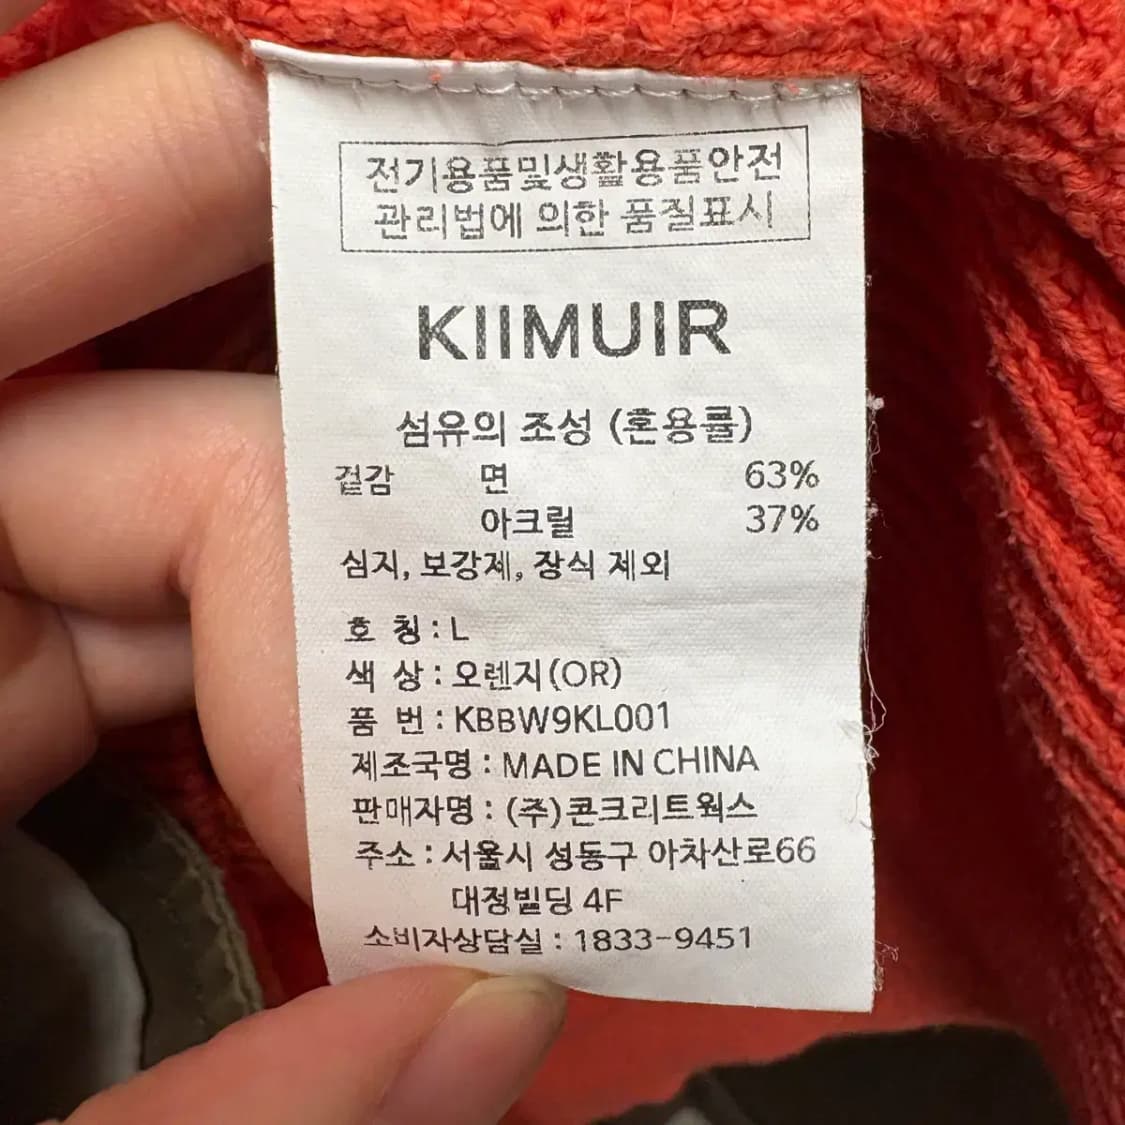 전기용품및생활용품안전
관리법에 의한 품질표시
KIIMUIR
섬유의 조성 (혼용률)
겉감 면 63%
아크릴 37%
심지, 보강제, 장식 제외
호 칭 : L
색 상 : 오렌지(OR)
품 번 : KBBW9KL001
제조국명 : MADE IN CHINA
판매자명 : (주)콘크리트웍스
주소 : 서울시 성동구 아차산로66
대정빌딩 4F
소비자상담실 : 1833-9451